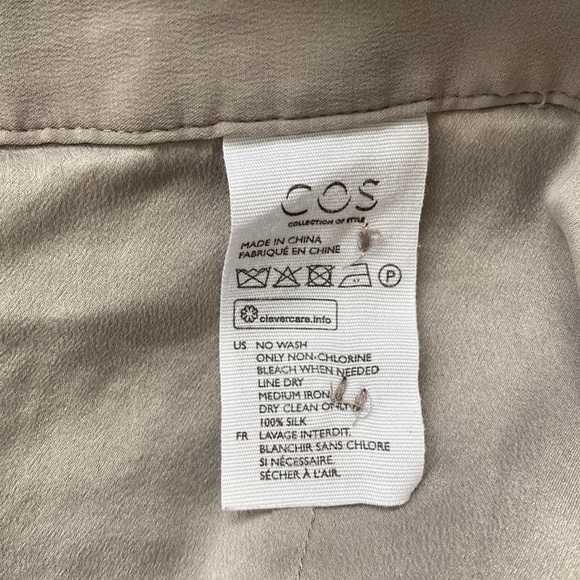 COS
COLLECTION OF STYLE
MADE IN CHINA
FABRIQUÉ EN CHINE
P
clevercare.info
US NO WASH
ONLY NON-CHLORINE
BLEACH WHEN NEEDED
LINE DRY
MEDIUM IRON
DRY CLEAN ONLY
100% SILK
FR LAVAGE INTERDIT.
BLANCHIR SANS CHLORE
SI NÉCESSAIRE.
SÉCHER À L'AIR.